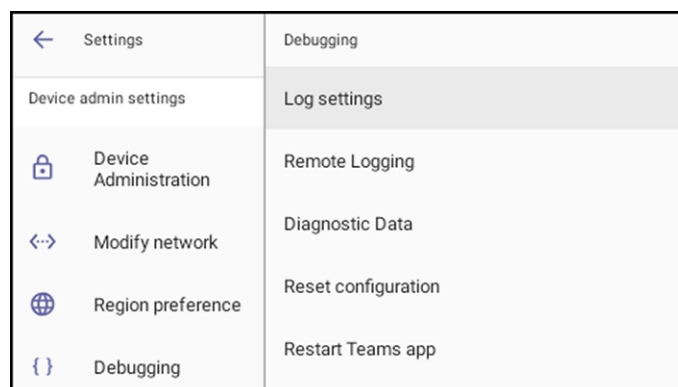 Settings
Device admin settings
Device
Administration
Modify network
Region preference
{ } Debugging
Debugging
Log settings
Remote Logging
Diagnostic Data
Reset configuration
Restart Teams app